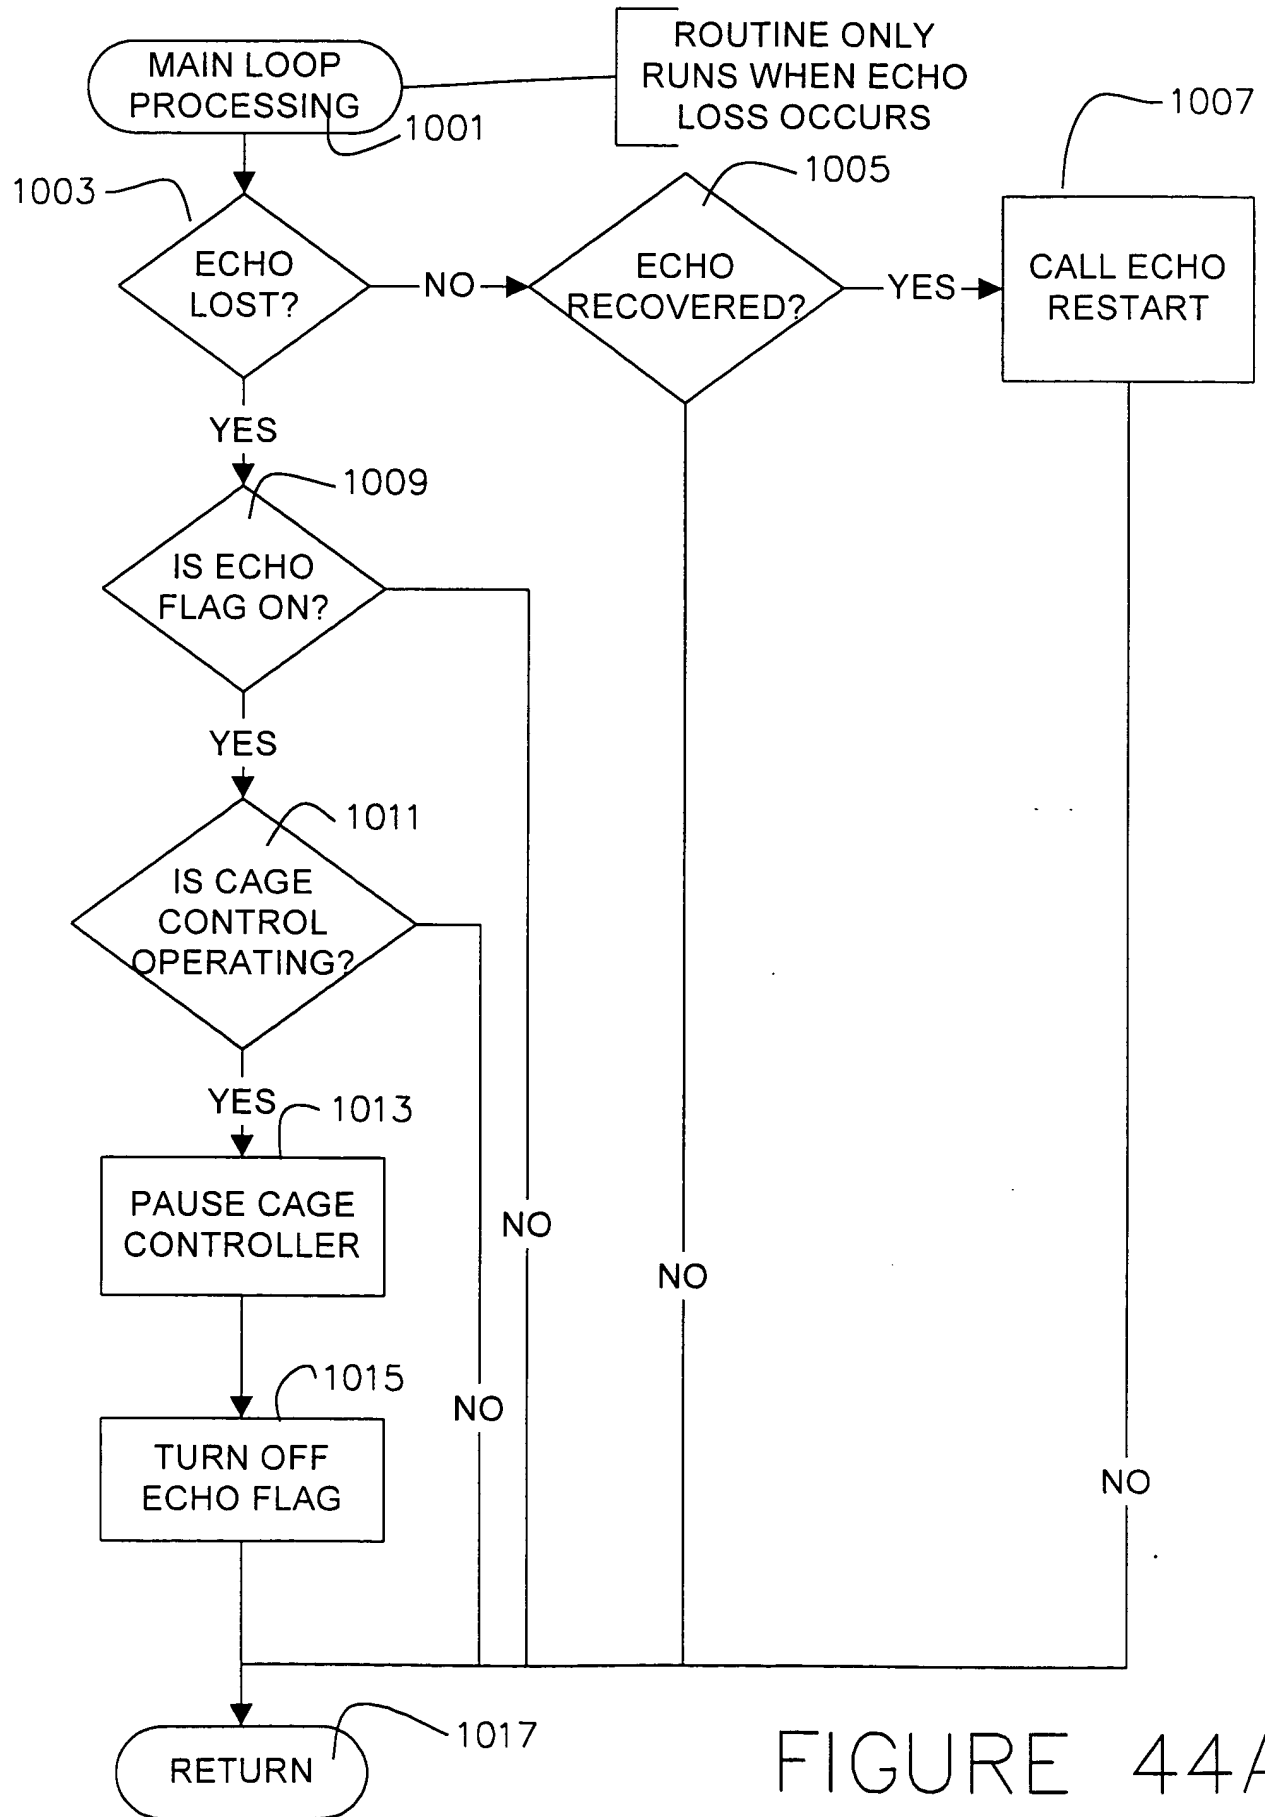 MAIN LOOP
PROCESSING
1001
ROUTINE ONLY
RUNS WHEN ECHO
LOSS OCCURS
1003
ECHO
LOST?
NO
1005
ECHO
RECOVERED?
YES
1007
CALL ECHO
RESTART
YES
1009
IS ECHO
FLAG ON?
YES
1011
IS CAGE
CONTROL
OPERATING?
YES
1013
PAUSE CAGE
CONTROLLER
NO
NO
1015
TURN OFF
ECHO FLAG
NO
NO
1017
RETURN
FIGURE 44A